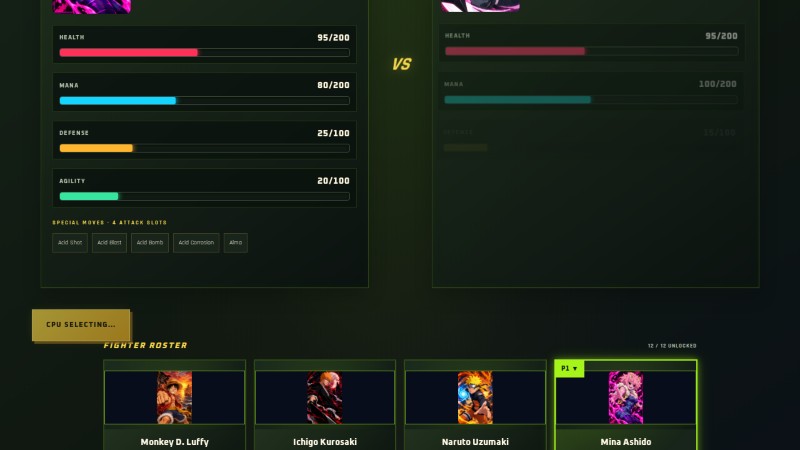 HEALTH 95/200
MANA 80/200
DEFENSE 25/100
AGILITY 20/100
SPECIAL MOVES · 4 ATTACK SLOTS
Acid Shot Acid Blast Acid Bomb Acid Corrosion Alma
VS
HEALTH 95/200
MANA 100/200
DEFENSE
CPU SELECTING...
FIGHTER ROSTER
12 / 12 UNLOCKED
P1 ▼
Monkey D. Luffy
Ichigo Kurosaki
Naruto Uzumaki
Mina Ashido